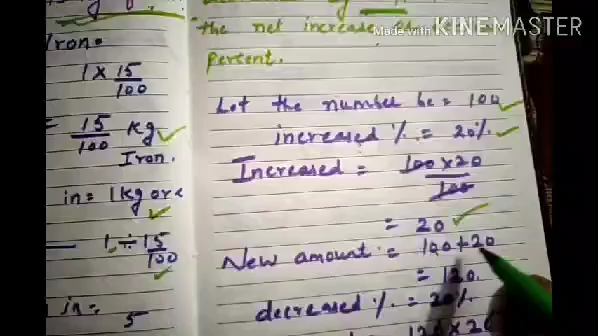 Iron.
1 × 15/100
= 15/100 kg
Iron.
in = 1 kg ore
1 ÷ 15/100
in.
5
the net increase
Made with KINEMASTER
percent.
Let the number be = 100
increased % = 20%
Increased = 100 × 20/100
= 20
New amount = 100 + 20
= 120
decreased % = 20%